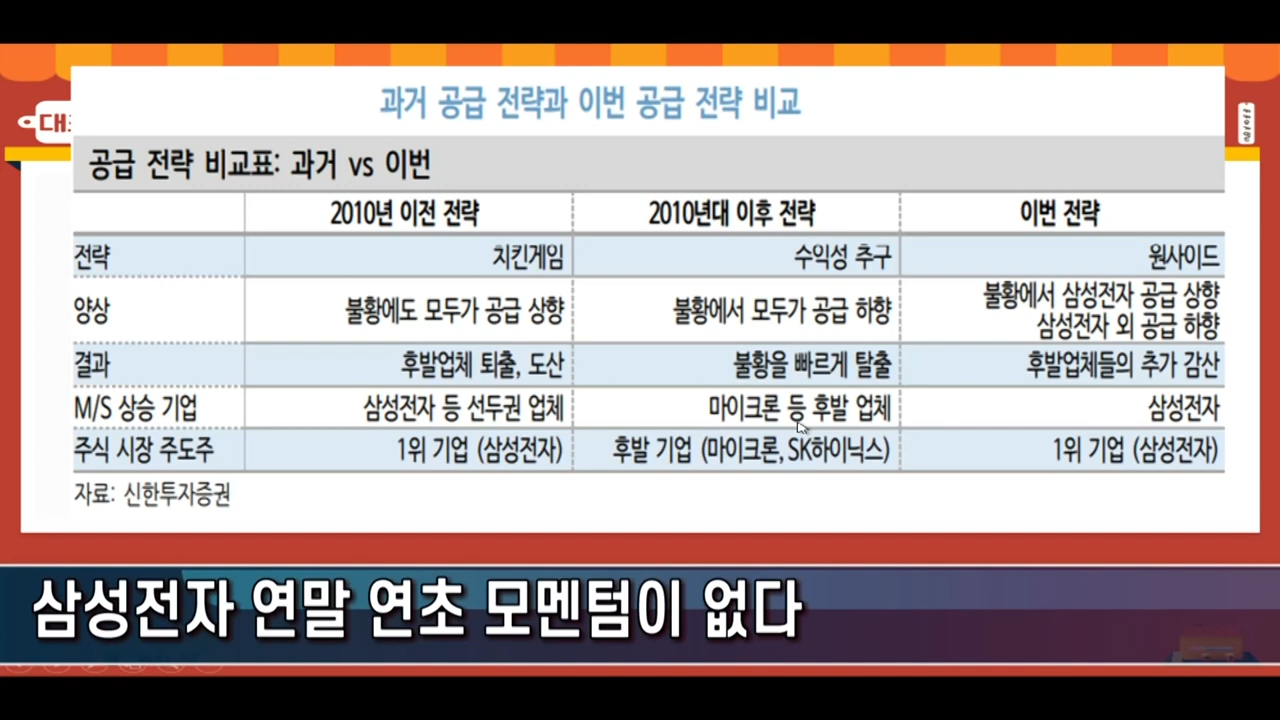 과거 공급 전략과 이번 공급 전략 비교
공급 전략 비교표: 과거 vs 이번
2010년 이전 전략 2010년대 이후 전략 이번 전략
전략 치킨게임 수익성 추구 원사이드
양상 불황에도 모두가 공급 상향 불황에서 모두가 공급 하향 불황에서 삼성전자 공급 상향
삼성전자 외 공급 하향
결과 후발업체 퇴출, 도산 불황을 빠르게 탈출 후발업체들의 추가 감산
M/S 상승 기업 삼성전자 등 선두권 업체 마이크론 등 후발 업체 삼성전자
주식 시장 주도주 1위 기업 (삼성전자) 후발 기업 (마이크론, SK하이닉스) 1위 기업 (삼성전자)
자료: 신한투자증권
삼성전자 연말 연초 모멘텀이 없다